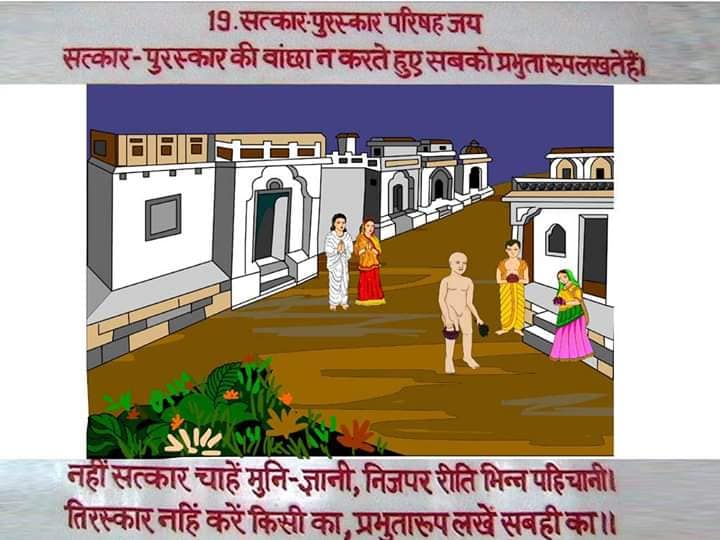 19. सत्कार-पुरस्कार परिषह जय
सत्कार - पुरस्कार की वांछा न करते हुए सबको प्रभुतारूप लखते हैं।
नहीं सत्कार चाहें मुनि-ज्ञानी, निजपर रीति भिन्न पहिचानी।
तिरस्कार नहिं करें किसी का, प्रभुतारूप लखें सबही का।।